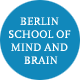 BERLIN
SCHOOL OF
MIND AND
BRAIN